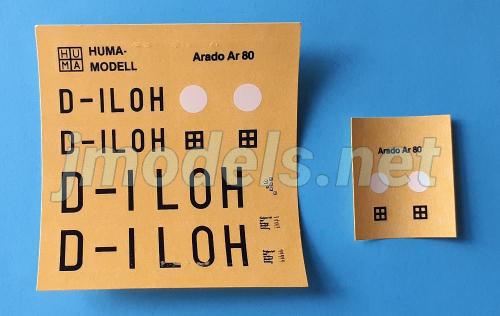 HU
MA
HUMA-
MODELL
Arado Ar 80
D-ILOH
D-ILOH
D-ILOH
D-ILOH
Arado Ar 80
jmodels.net